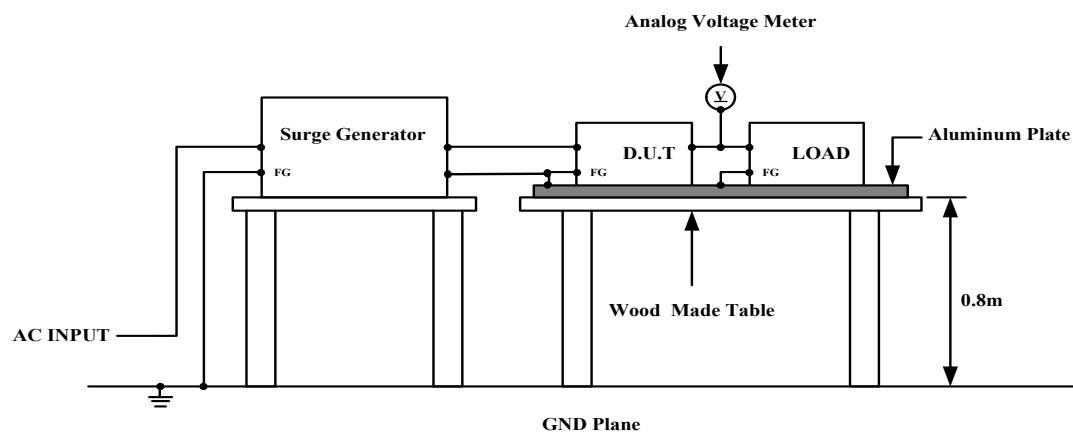 Analog Voltage Meter
V
Surge Generator
D.U.T
LOAD
Aluminum Plate
FG
FG
FG
AC INPUT
Wood Made Table
0.8m
GND Plane